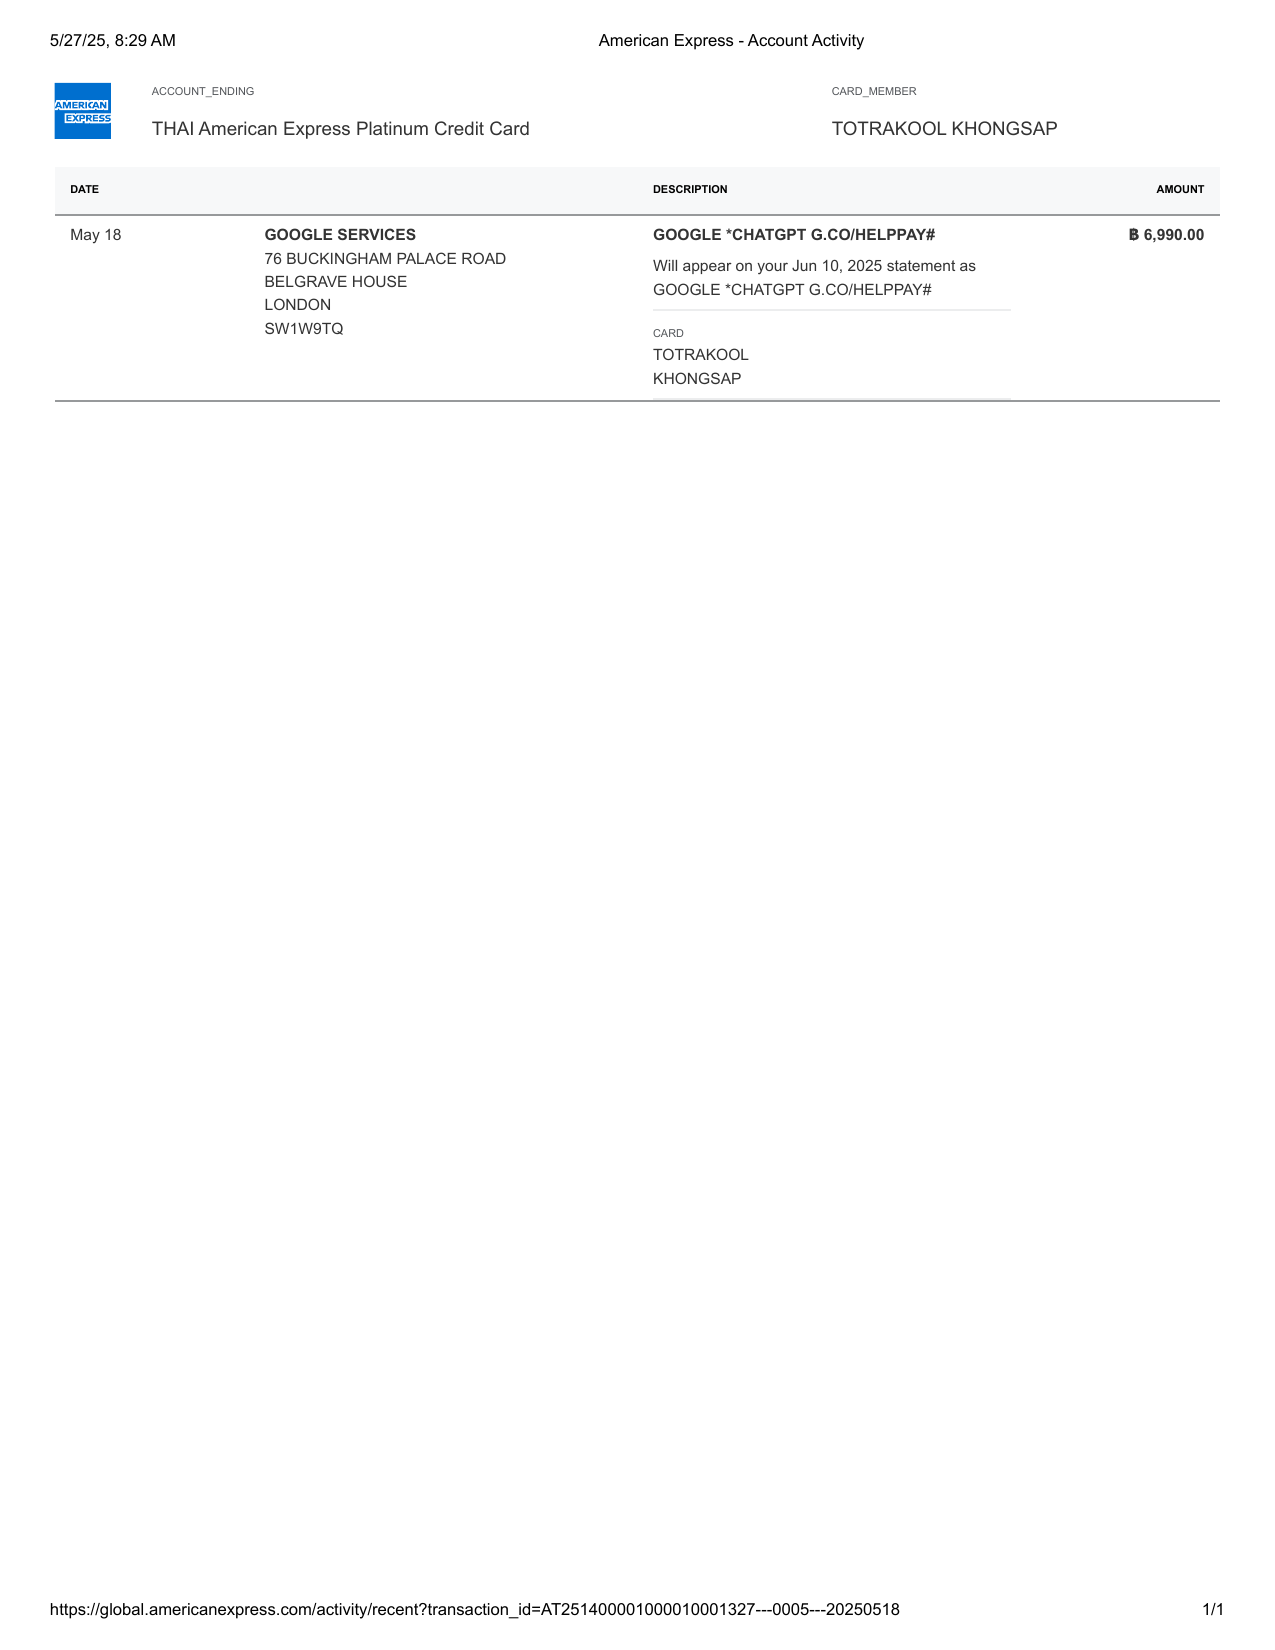 5/27/25, 8:29 AM American Express - Account Activity
AMERICAN
EXPRESS
ACCOUNT_ENDING CARD_MEMBER
THAI American Express Platinum Credit Card TOTRAKOOL KHONGSAP
DATE DESCRIPTION AMOUNT
May 18 GOOGLE SERVICES GOOGLE *CHATGPT G.CO/HELPPAY# ฿ 6,990.00
76 BUCKINGHAM PALACE ROAD
BELGRAVE HOUSE
LONDON
SW1W9TQ
Will appear on your Jun 10, 2025 statement as
GOOGLE *CHATGPT G.CO/HELPPAY#
CARD
TOTRAKOOL
KHONGSAP
https://global.americanexpress.com/activity/recent?transaction_id=AT251400001000010001327---0005---20250518 1/1